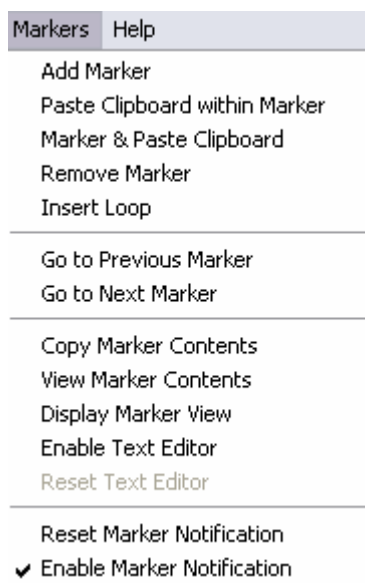 Markers Help
Add Marker
Paste Clipboard within Marker
Marker & Paste Clipboard
Remove Marker
Insert Loop
Go to Previous Marker
Go to Next Marker
Copy Marker Contents
View Marker Contents
Display Marker View
Enable Text Editor
Reset Text Editor
Reset Marker Notification
Enable Marker Notification